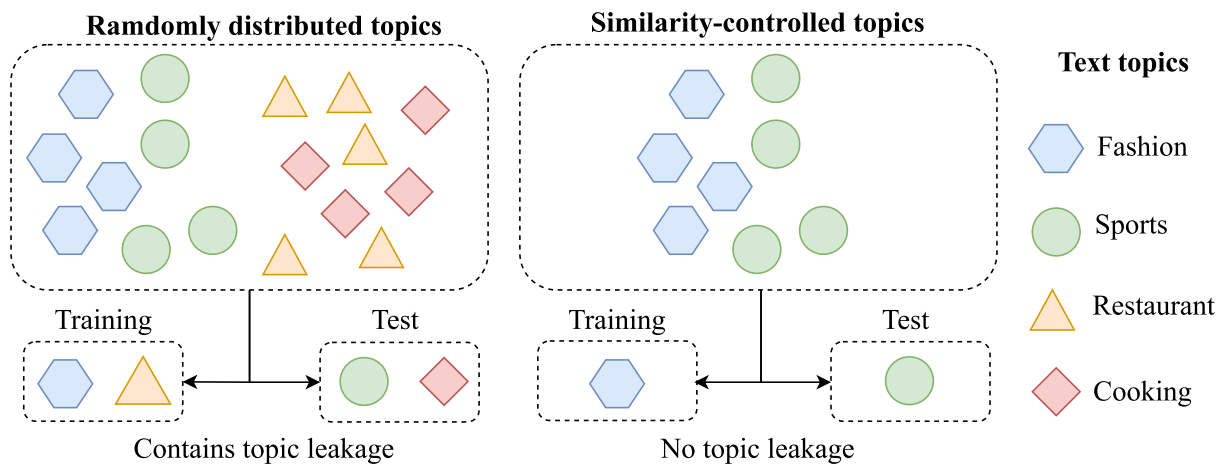 Ramdomly distributed topics
Similarity-controlled topics
Text topics
Fashion
Sports
Restaurant
Cooking
Training
Test
Training
Test
Contains topic leakage
No topic leakage